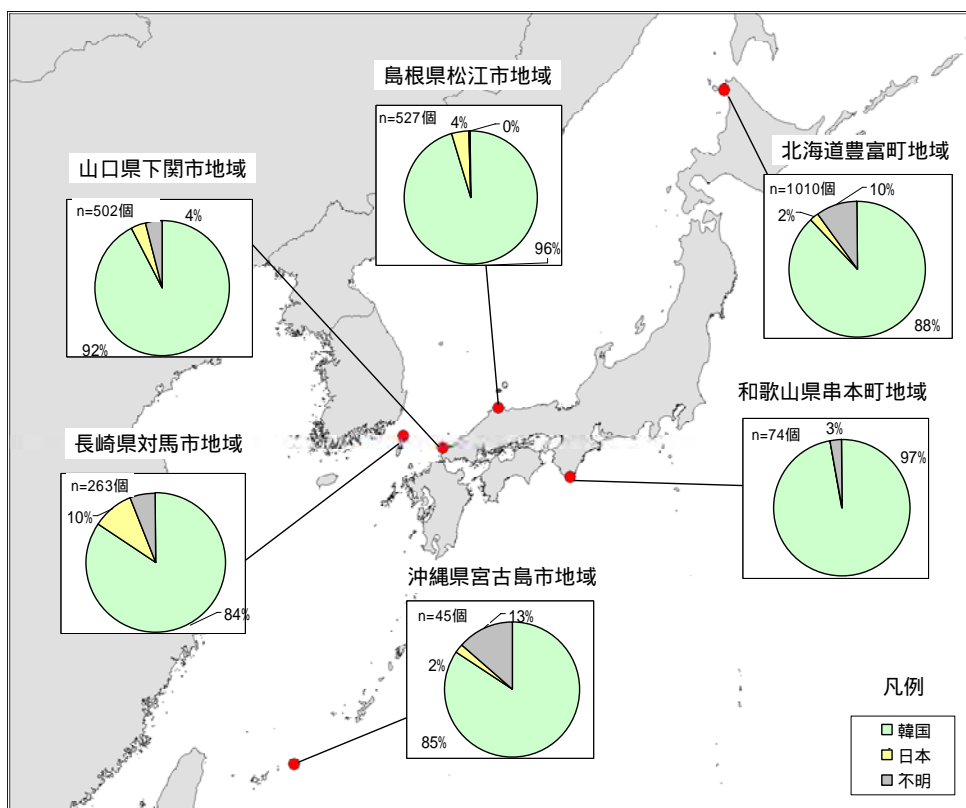 島根県松江市地域
n=527個
4%
0%
96%
北海道豊富町地域
n=1010個
10%
2%
88%
山口県下関市地域
n=502個
4%
92%
和歌山県串本町地域
n=74個
3%
97%
長崎県対馬市地域
n=263個
10%
84%
沖縄県宮古島市地域
n=45個
13%
2%
85%
凡例
韓国
日本
不明